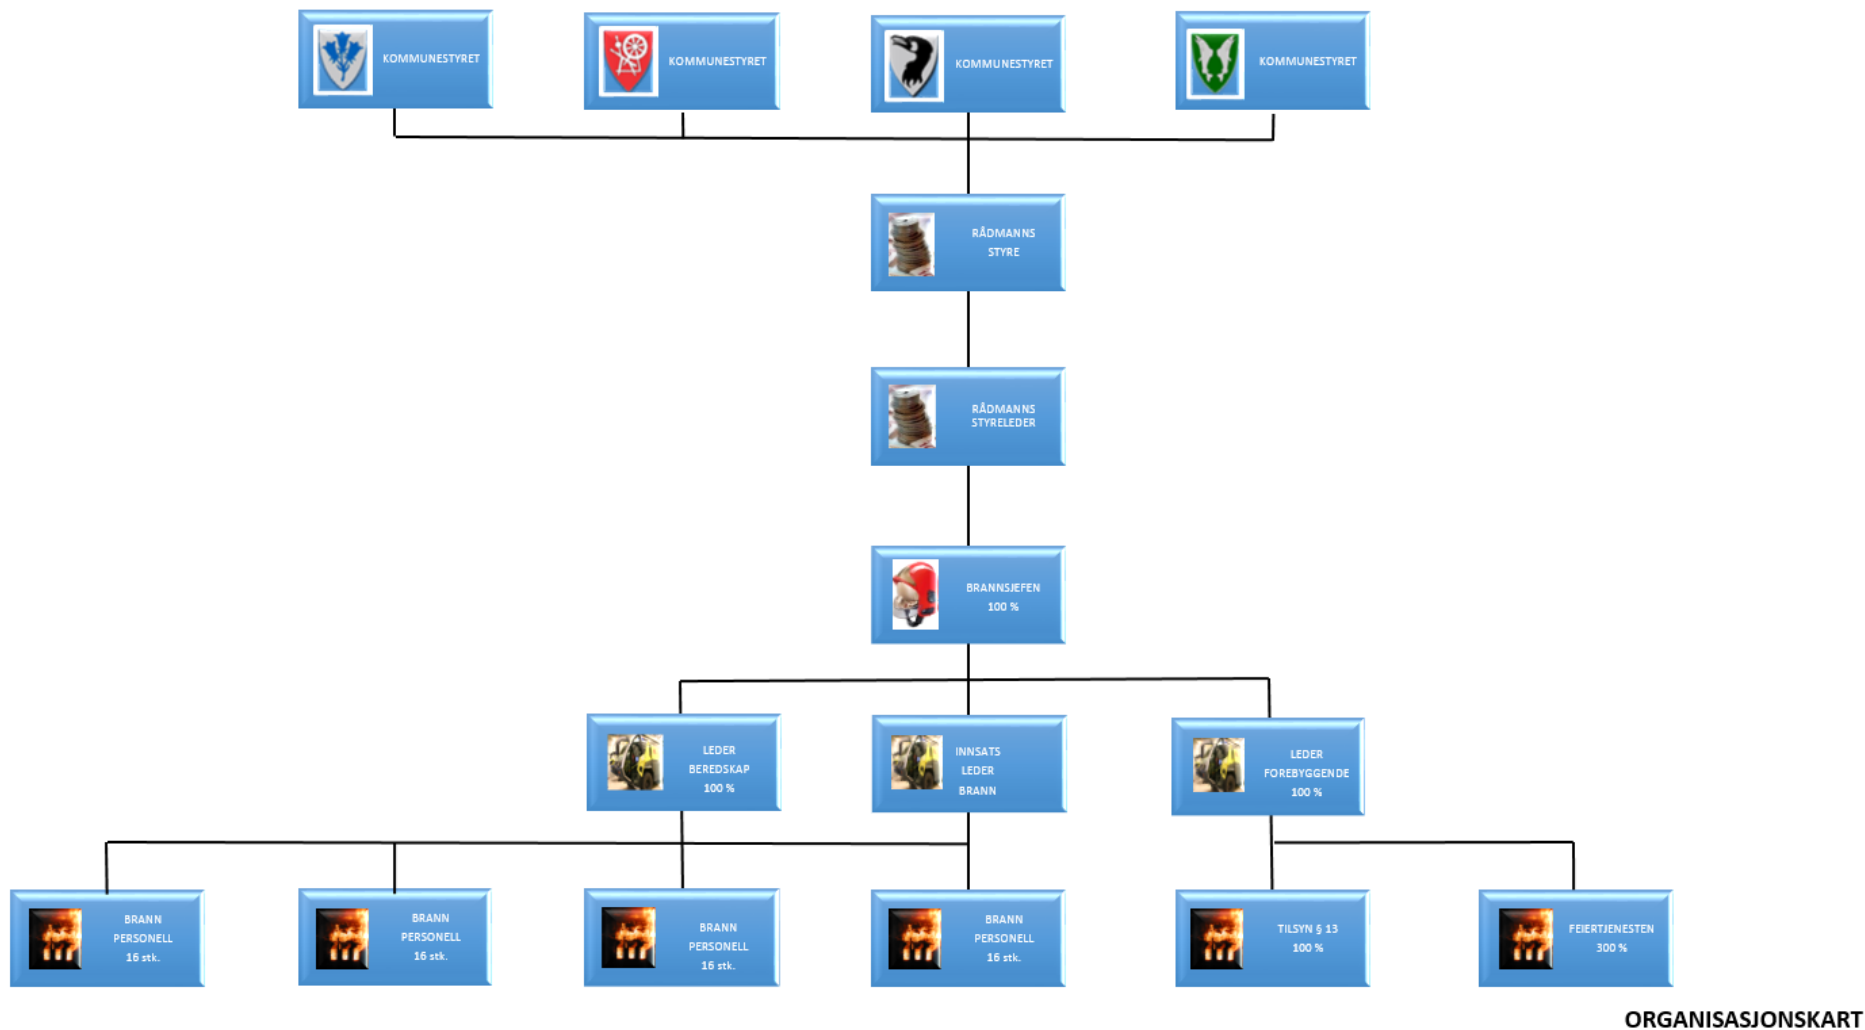 KOMMUNESTYRET
KOMMUNESTYRET
KOMMUNESTYRET
KOMMUNESTYRET
RÅDMANNS
STYRE
RÅDMANNS
STYRELEDER
BRANNSJEFEN
100 %
LEDER
BEREDSKAP
100 %
INNSATS
LEDER
BRANN
LEDER
FOREBYGGENDE
100 %
BRANN
PERSONELL
16 stk.
BRANN
PERSONELL
16 stk.
BRANN
PERSONELL
16 stk.
BRANN
PERSONELL
16 stk.
TILSYN § 13
100 %
FEIERTJENESTEN
300 %
ORGANISASJONSKART